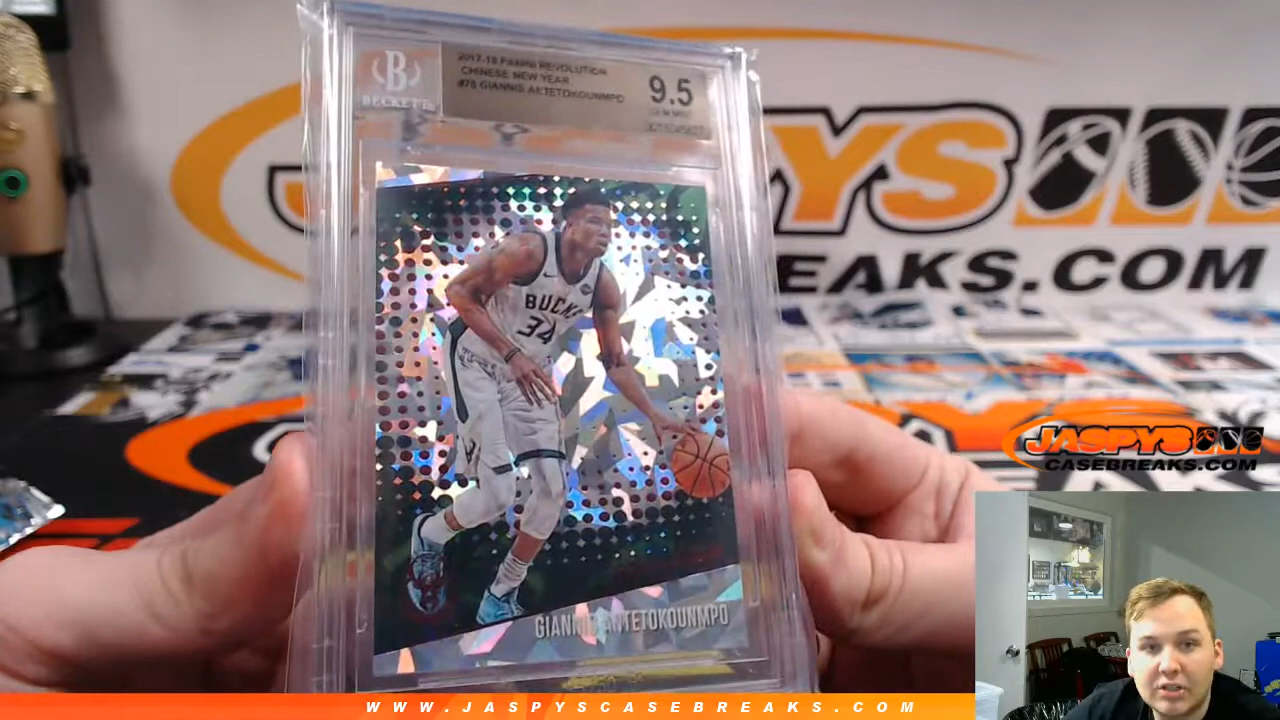 2017-18 PANINI REVOLUTION
CHINESE NEW YEAR
#75 GIANNIS ANTETOKOUNMPO
9.5
GEM MINT
B
BECKETT
YS
EAKS.COM
BUCKS
34
GIANNIS ANTETOKOUNMPO
JASPYS
CASEBREAKS.COM
WWW.JASPYSCASEBREAKS.COM